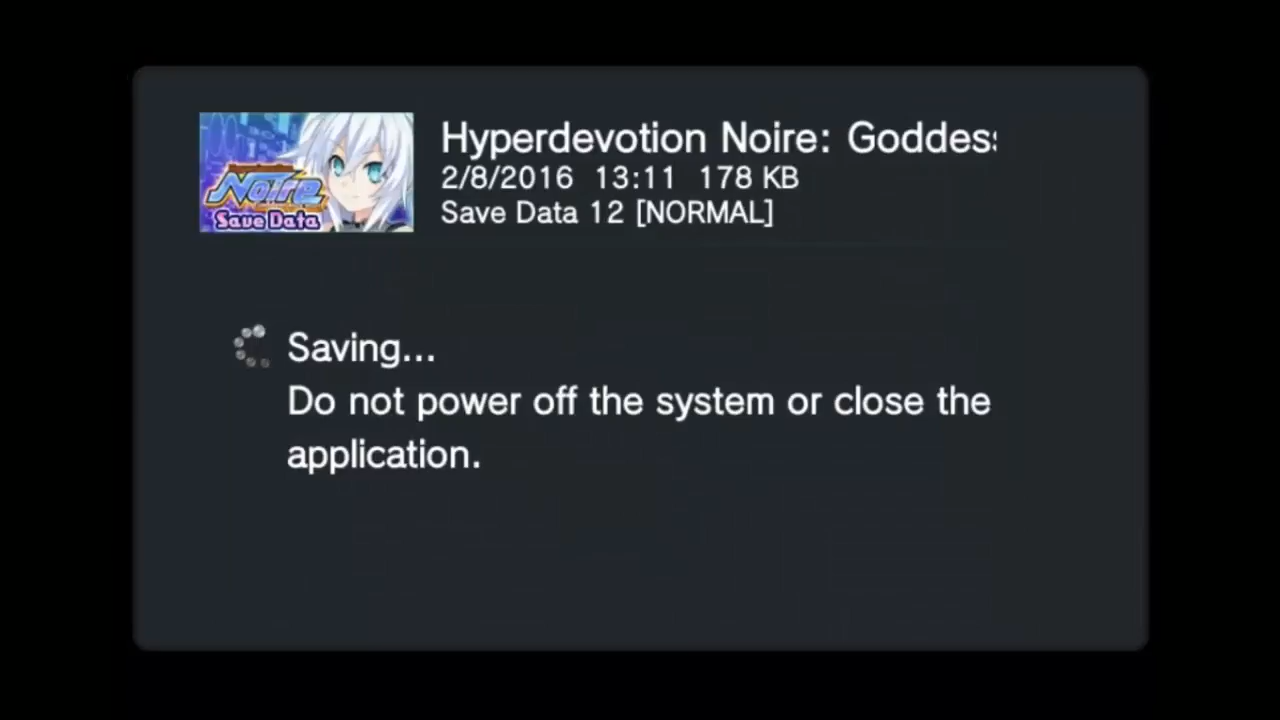 Noire
Save Data
Hyperdevotion Noire: Goddess
2/8/2016 13:11 178 KB
Save Data 12 [NORMAL]
Saving...
Do not power off the system or close the
application.